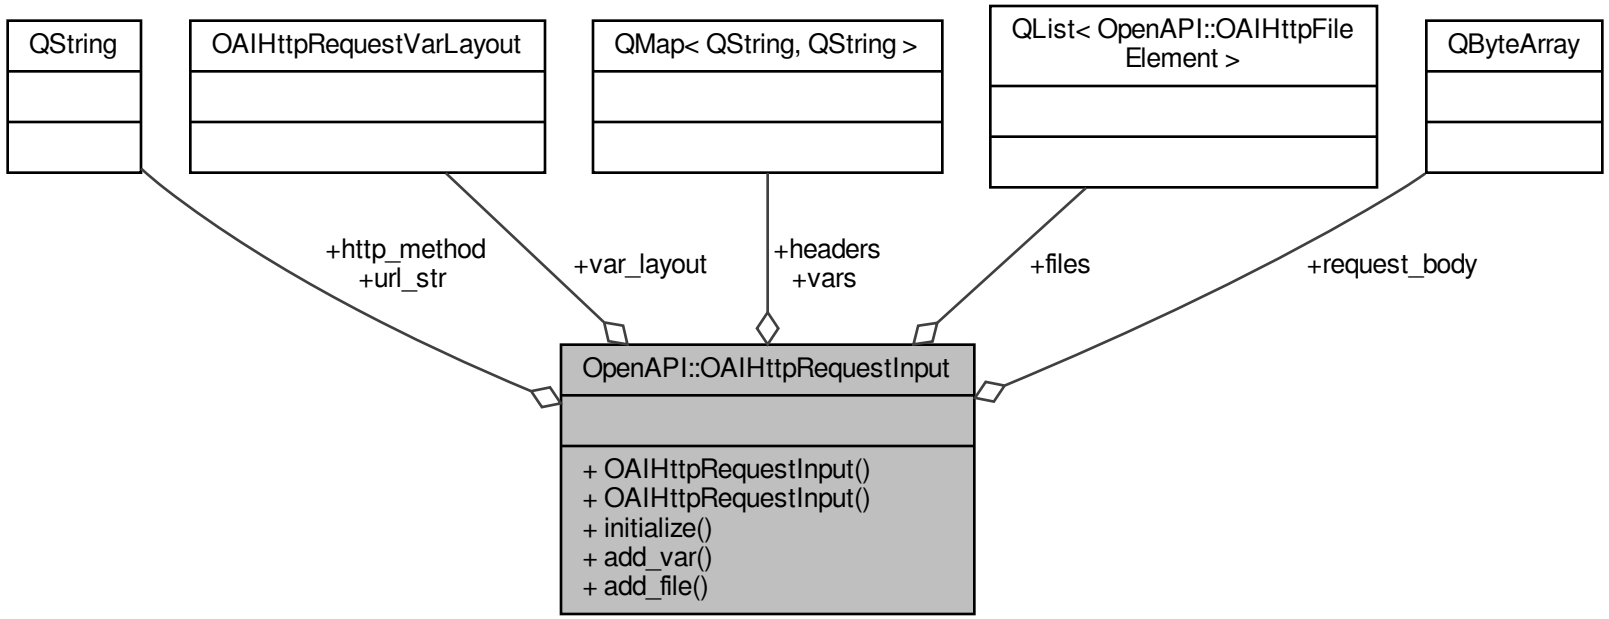 QString
OAIHttpRequestVarLayout
QMap< QString, QString >
QList< OpenAPI::OAIHttpFile
Element >
QByteArray
+http_method
+url_str
+var_layout
+headers
+vars
+files
+request_body
OpenAPI::OAIHttpRequestInput
+ OAIHttpRequestInput()
+ OAIHttpRequestInput()
+ initialize()
+ add_var()
+ add_file()